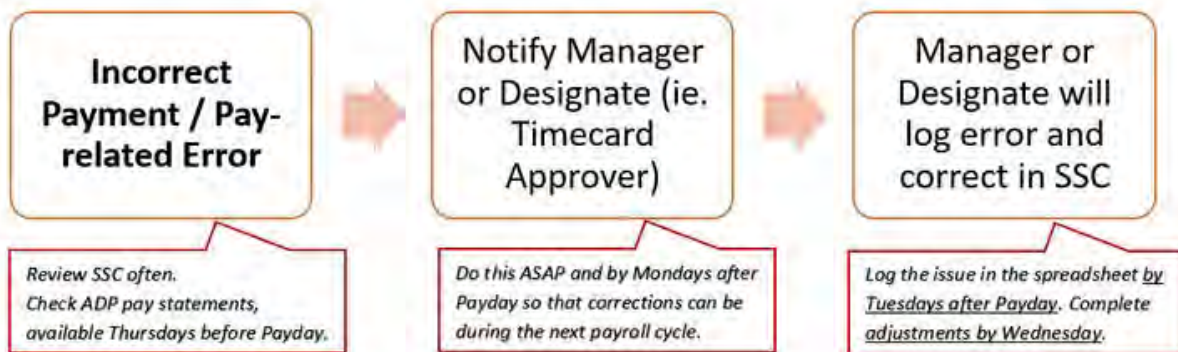 Incorrect
Payment / Pay-
related Error
Notify Manager
or Designate (ie.
Timecard
Approver)
Manager or
Designate will
log error and
correct in SSC
Review SSC often.
Check ADP pay statements,
available Thursdays before Payday.
Do this ASAP and by Mondays after
Payday so that corrections can be
during the next payroll cycle.
Log the issue in the spreadsheet by
Tuesdays after Payday. Complete
adjustments by Wednesday.